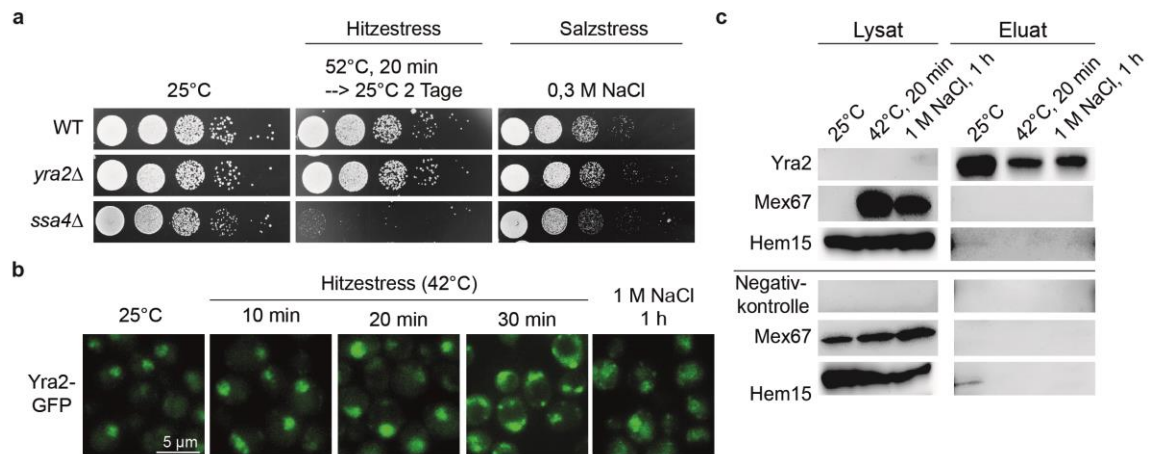 a
Hitzestress
Salzstress
25°C
52°C, 20 min
--> 25°C 2 Tage
0,3 M NaCl
WT
yra2Δ
ssa4Δ
b
Hitzestress (42°C)
25°C
10 min
20 min
30 min
1 M NaCl
1 h
Yra2-
GFP
5 µm
c
Lysat
Eluat
25°C
42°C, 20 min
1 M NaCl, 1 h
25°C
42°C, 20 min
1 M NaCl, 1 h
Yra2
Mex67
Hem15
Negativ-
kontrolle
Mex67
Hem15